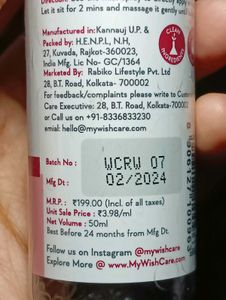 Let it sit for 2 mins and massage it gently until
Manufactured in: Kannauj U.P. &
Packed by: H.E.N.P.L, N.H,
27, Kuvada, Rajkot-360023,
India Mfg. Lic No- GC/1364
Marketed By: Rabiko Lifestyle Pvt. Ltd
28, B.T. Road, Kolkata- 700002
For feedback/complaints please write to Customer
Care Executive: 28, B.T. Road, Kolkata-700002
or Call us on +91-8336833230
emial: hello@mywishcare.com
CLEAN
INGREDIENTS
Batch No :
WCRW 07
Mfg Dt :
02/2024
M.R.P. : ₹199.00 (Incl. of all taxes)
Unit Sale Price : ₹3.98/ml
Net Volume : 50ml
Best Before 24 months from Mfg. Dt.
Follow us on Instagram @mywishcare
Explore More @ www.MyWishCare.com